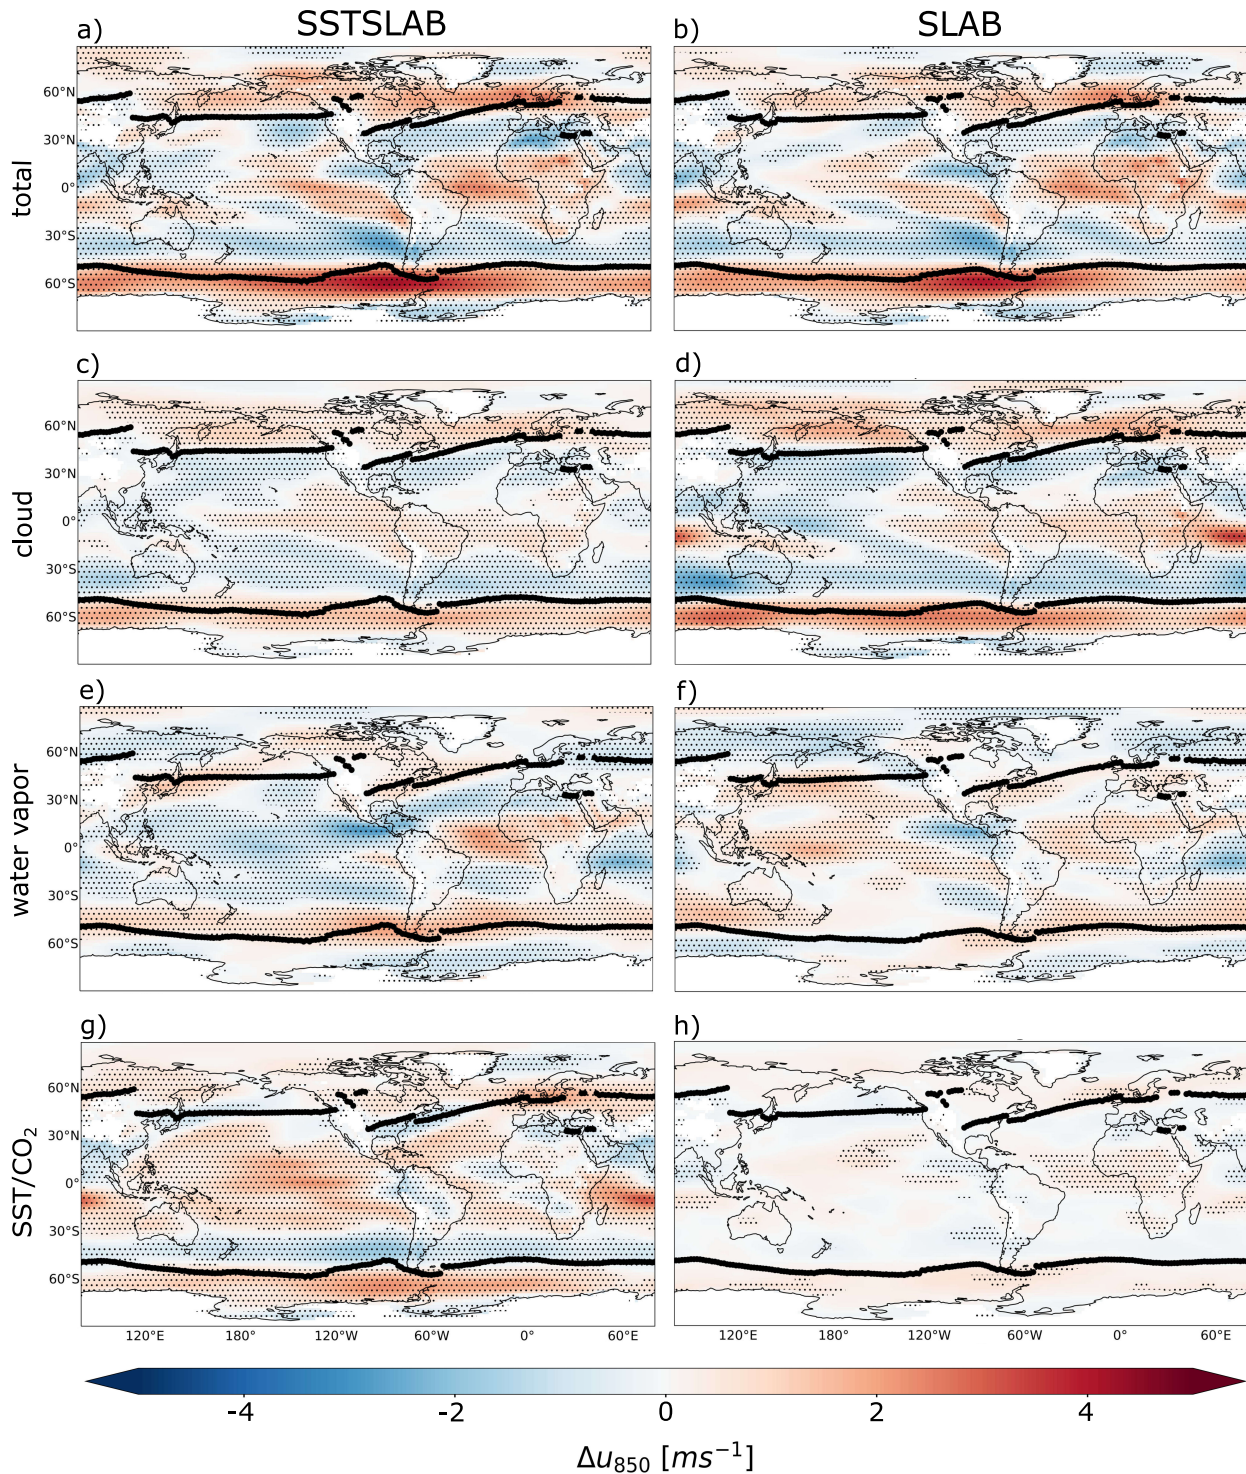 SSTSLAB SLAB
a) b)
total
60°N
30°N
0°
30°S
60°S
c) d)
cloud
60°N
30°N
0°
30°S
60°S
e) f)
water vapor
60°N
30°N
0°
30°S
60°S
g) h)
SST/CO₂
60°N
30°N
0°
30°S
60°S
120°E 180° 120°W 60°W 0° 60°E 120°E 180° 120°W 60°W 0° 60°E
-4 -2 0 2 4
Δu₈₅₀ [ms⁻¹]